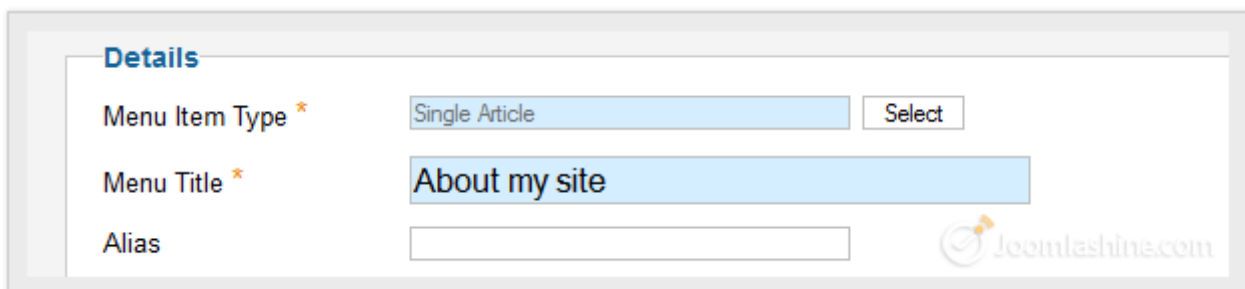 Details
Menu Item Type * Single Article Select
Menu Title * About my site
Alias
Joomlashine.com